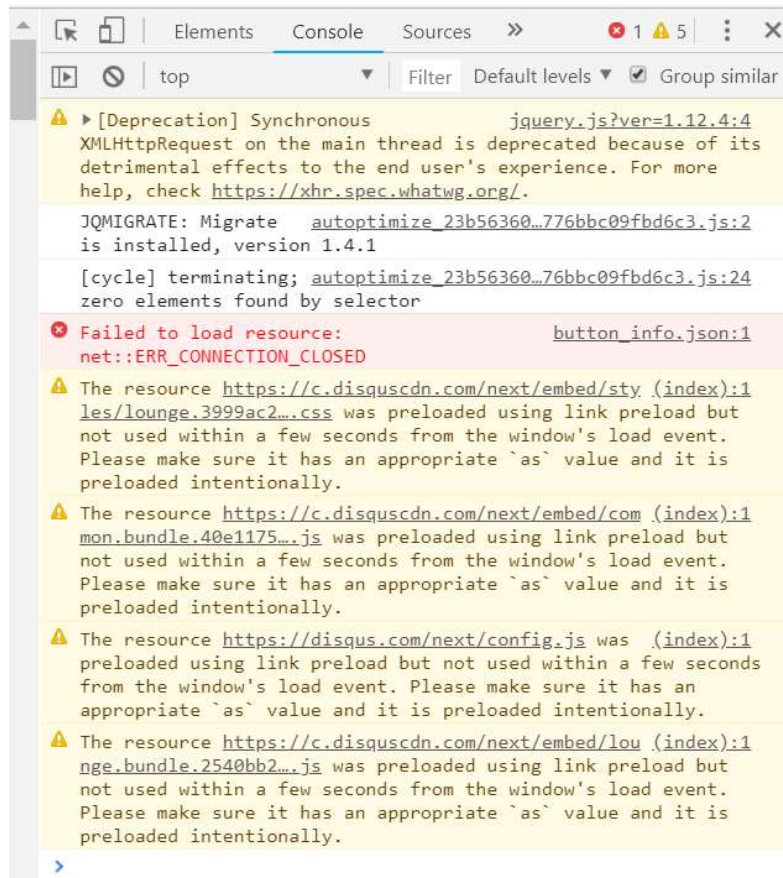 Elements Console Sources » 1 5
top Filter Default levels Group similar
[Deprecation] Synchronous jquery.js?ver=1.12.4:4
XMLHttpRequest on the main thread is deprecated because of its
detrimental effects to the end user's experience. For more
help, check https://xhr.spec.whatwg.org/.
JQMIGRATE: Migrate autoptimize_23b56360…776bbc09fbd6c3.js:2
is installed, version 1.4.1
[cycle] terminating; autoptimize_23b56360…76bbc09fbd6c3.js:24
zero elements found by selector
Failed to load resource: button_info.json:1
net::ERR_CONNECTION_CLOSED
The resource https://c.disquscdn.com/next/embed/sty (index):1
les/lounge.3999ac2….css was preloaded using link preload but
not used within a few seconds from the window's load event.
Please make sure it has an appropriate `as` value and it is
preloaded intentionally.
The resource https://c.disquscdn.com/next/embed/com (index):1
mon.bundle.40e1175….js was preloaded using link preload but
not used within a few seconds from the window's load event.
Please make sure it has an appropriate `as` value and it is
preloaded intentionally.
The resource https://disqus.com/next/config.js was (index):1
preloaded using link preload but not used within a few seconds
from the window's load event. Please make sure it has an
appropriate `as` value and it is preloaded intentionally.
The resource https://c.disquscdn.com/next/embed/lou (index):1
nge.bundle.2540bb2….js was preloaded using link preload but
not used within a few seconds from the window's load event.
Please make sure it has an appropriate `as` value and it is
preloaded intentionally.